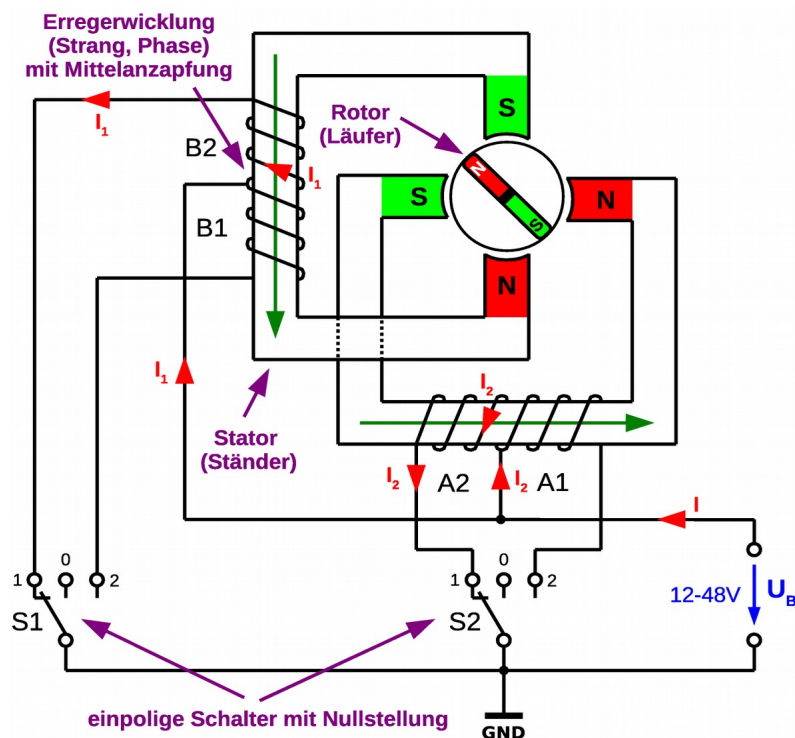 Erregerwicklung
(Strang, Phase)
mit Mittelanzapfung
I1
B2
I1
B1
Rotor
(Läufer)
S
N
S
S
N
N
I1
Stator
(Ständer)
I2
I2
A2
I2
A1
I
1
0
2
S1
1
0
2
S2
12-48V
UB
einpolige Schalter mit Nullstellung
GND